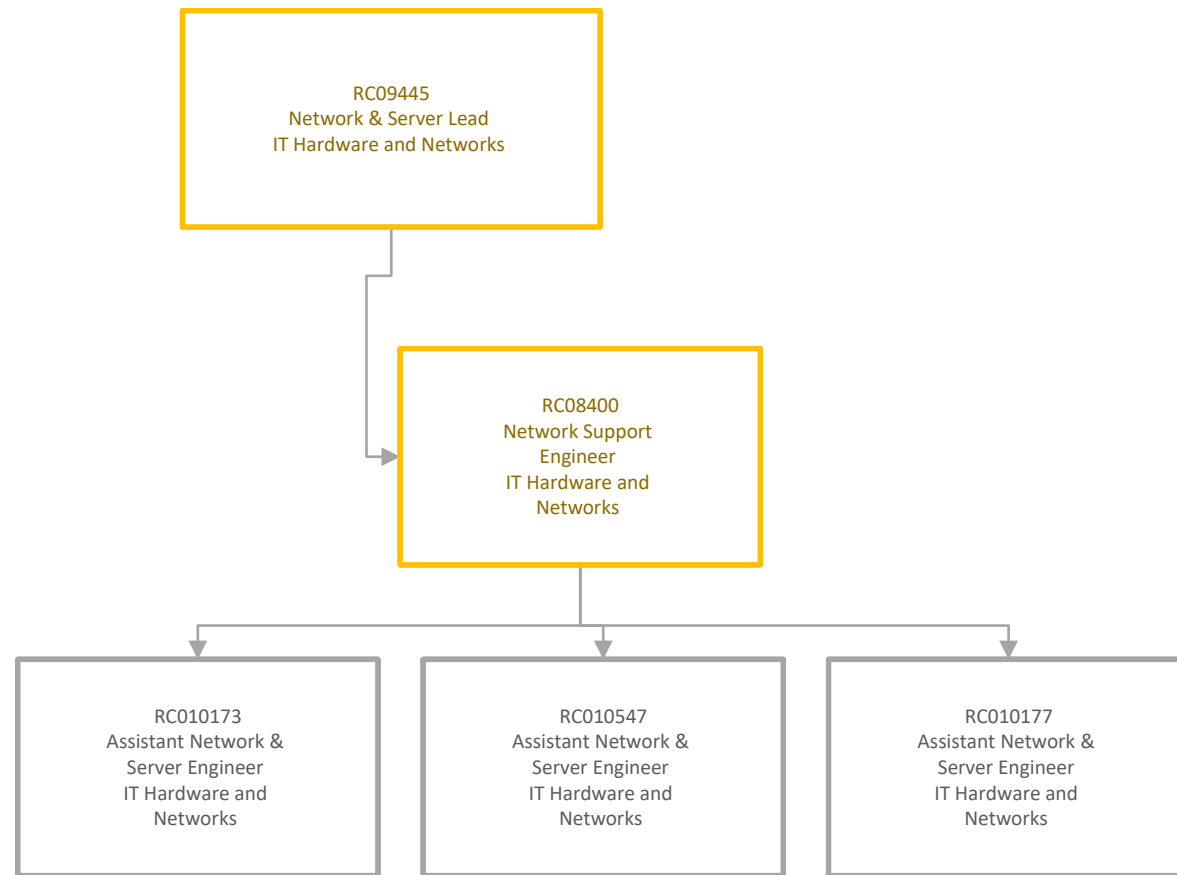 RC09445
Network & Server Lead
IT Hardware and Networks
RC08400
Network Support
Engineer
IT Hardware and
Networks
RC010173
Assistant Network &
Server Engineer
IT Hardware and
Networks
RC010547
Assistant Network &
Server Engineer
IT Hardware and
Networks
RC010177
Assistant Network &
Server Engineer
IT Hardware and
Networks